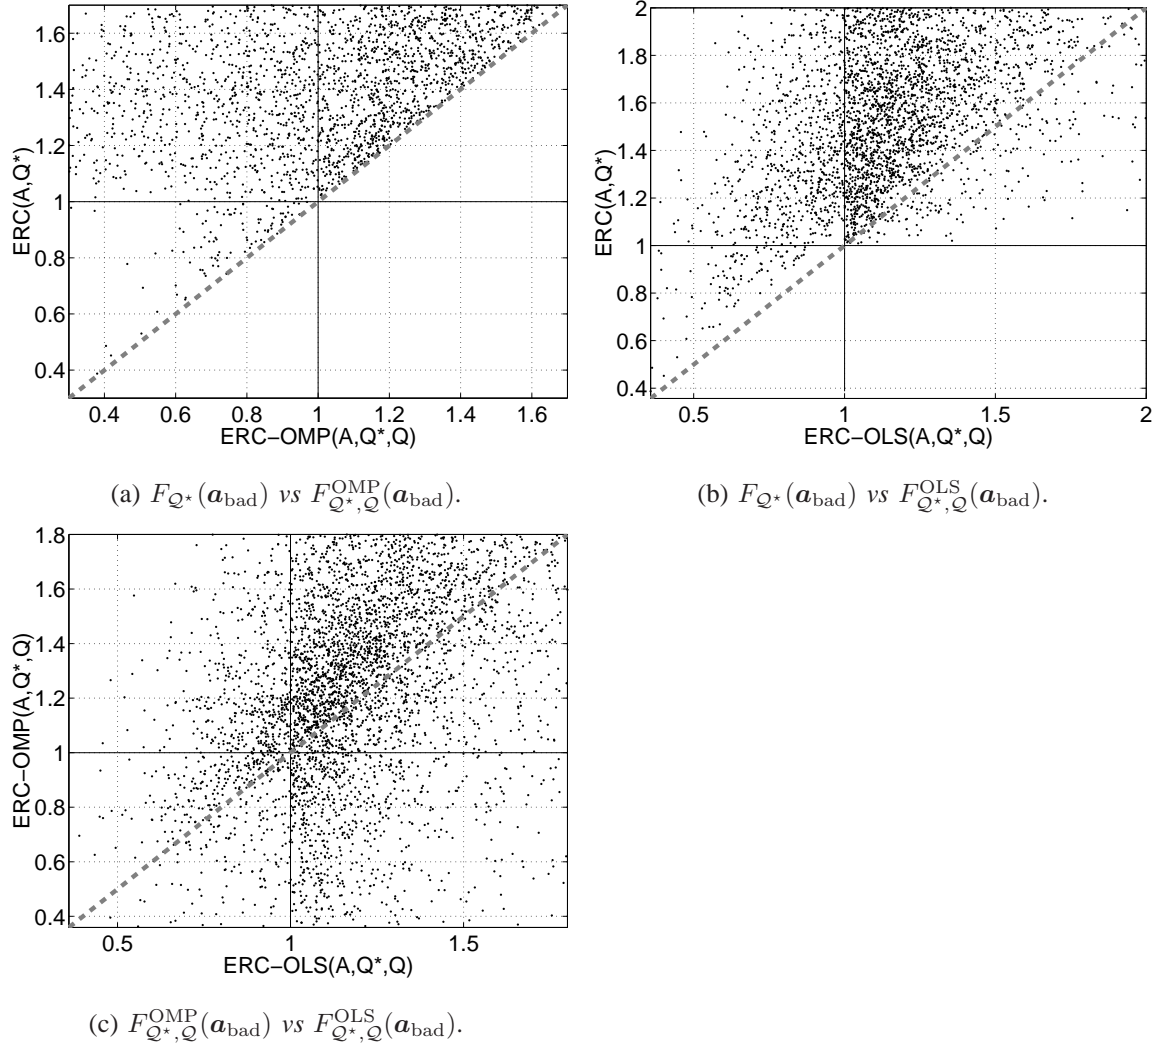 1.6
1.4
1.2
1
0.8
0.6
0.4
ERC(A,Q*)
0.4 0.6 0.8 1 1.2 1.4 1.6
ERC−OMP(A,Q*,Q)
(a) F_{Q⋆}(a_bad) vs F^{OMP}_{Q⋆,Q}(a_bad).
2
1.8
1.6
1.4
1.2
1
0.8
0.6
0.4
ERC(A,Q*)
0.5 1 1.5 2
ERC−OLS(A,Q*,Q)
(b) F_{Q⋆}(a_bad) vs F^{OLS}_{Q⋆,Q}(a_bad).
1.8
1.6
1.4
1.2
1
0.8
0.6
0.4
ERC−OMP(A,Q*,Q)
0.5 1 1.5
ERC−OLS(A,Q*,Q)
(c) F^{OMP}_{Q⋆,Q}(a_bad) vs F^{OLS}_{Q⋆,Q}(a_bad).